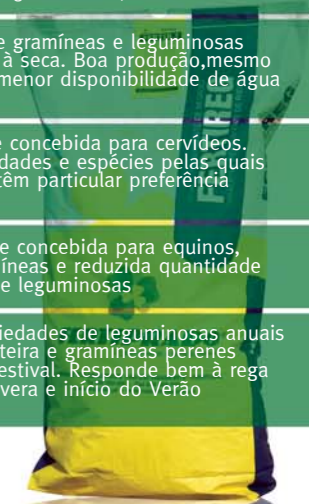 e gramíneas e leguminosas
à seca. Boa produção,mesmo
menor disponibilidade de água
e concebida para cervídeos.
dades e espécies pelas quais
têm particular preferência
e concebida para equinos,
íneas e reduzida quantidade
e leguminosas
iedades de leguminosas anuais
teira e gramíneas perenes
estival. Responde bem à rega
vera e início do Verão